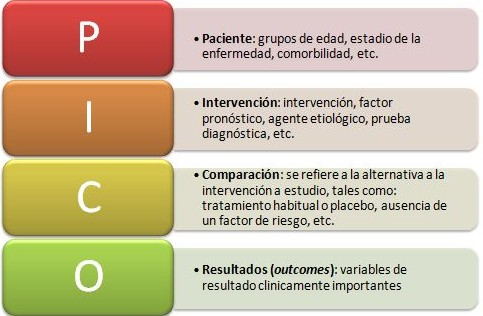 P
• Paciente: grupos de edad, estadio de la
enfermedad, comorbilidad, etc.
I
• Intervención: intervención, factor
pronóstico, agente etiológico, prueba
diagnóstica, etc.
C
• Comparación: se refiere a la alternativa a la
intervención a estudio, tales como:
tratamiento habitual o placebo, ausencia de
un factor de riesgo, etc.
O
• Resultados (outcomes): variables de
resultado clinicamente importantes